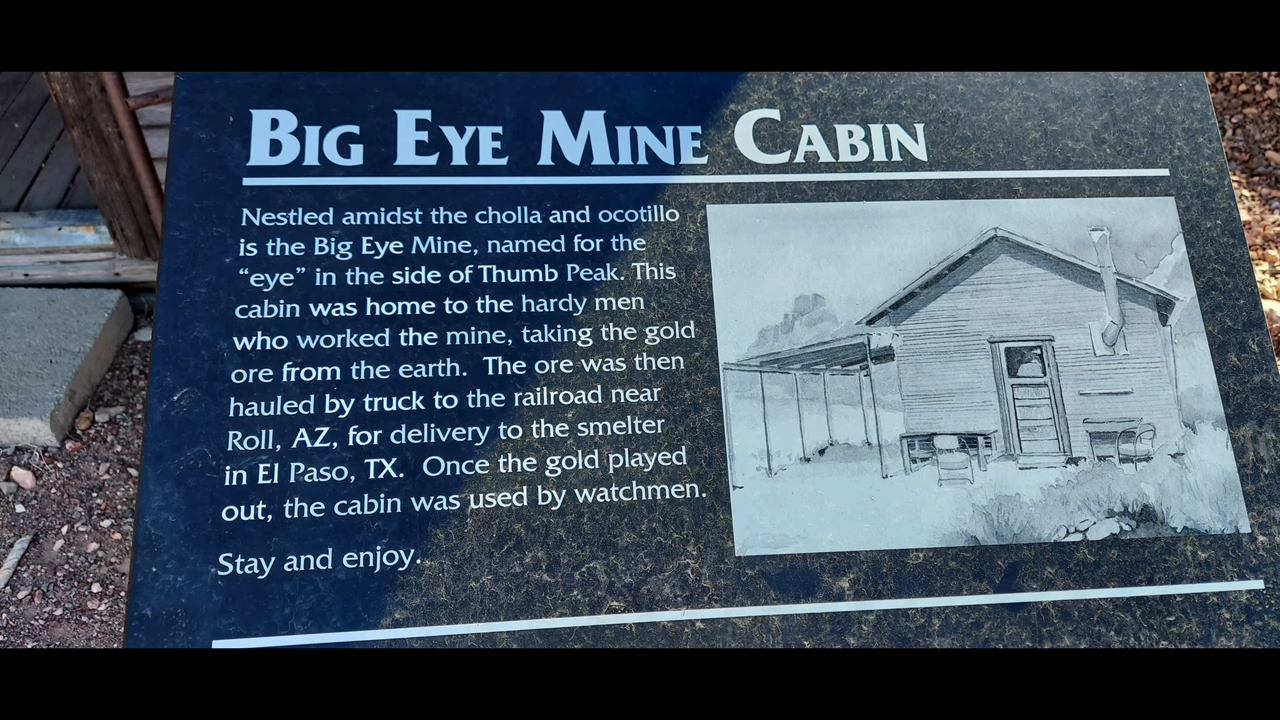 BIG EYE MINE CABIN
Nestled amidst the cholla and ocotillo
is the Big Eye Mine, named for the
“eye” in the side of Thumb Peak. This
cabin was home to the hardy men
who worked the mine, taking the gold
ore from the earth. The ore was then
hauled by truck to the railroad near
Roll, AZ, for delivery to the smelter
in El Paso, TX. Once the gold played
out, the cabin was used by watchmen.
Stay and enjoy.